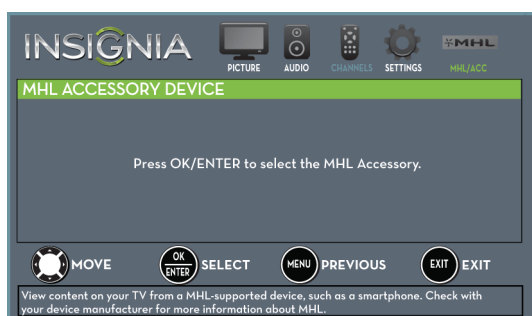 INSIGNIA
PICTURE AUDIO CHANNELS SETTINGS MHL MHL/ACC
MHL ACCESSORY DEVICE
Press OK/ENTER to select the MHL Accessory.
MOVE OK ENTER SELECT MENU PREVIOUS EXIT EXIT
View content on your TV from a MHL-supported device, such as a smartphone. Check with
your device manufacturer for more information about MHL.